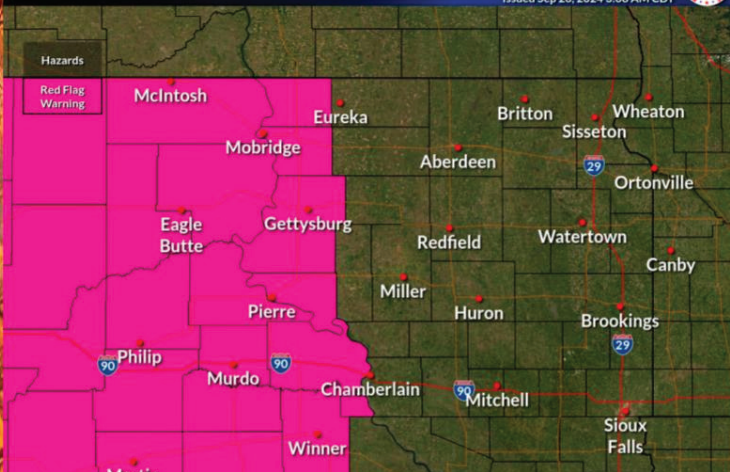 Hazards
Red Flag
Warning
McIntosh
Eureka
Britton
Wheaton
Sisseton
Mobridge
Aberdeen
29
Ortonville
Eagle
Butte
Gettysburg
Redfield
Watertown
Canby
Miller
Pierre
Huron
Brookings
29
Philip
90
90
Murdo
Chamberlain
90
Mitchell
Sioux
Falls
Winner